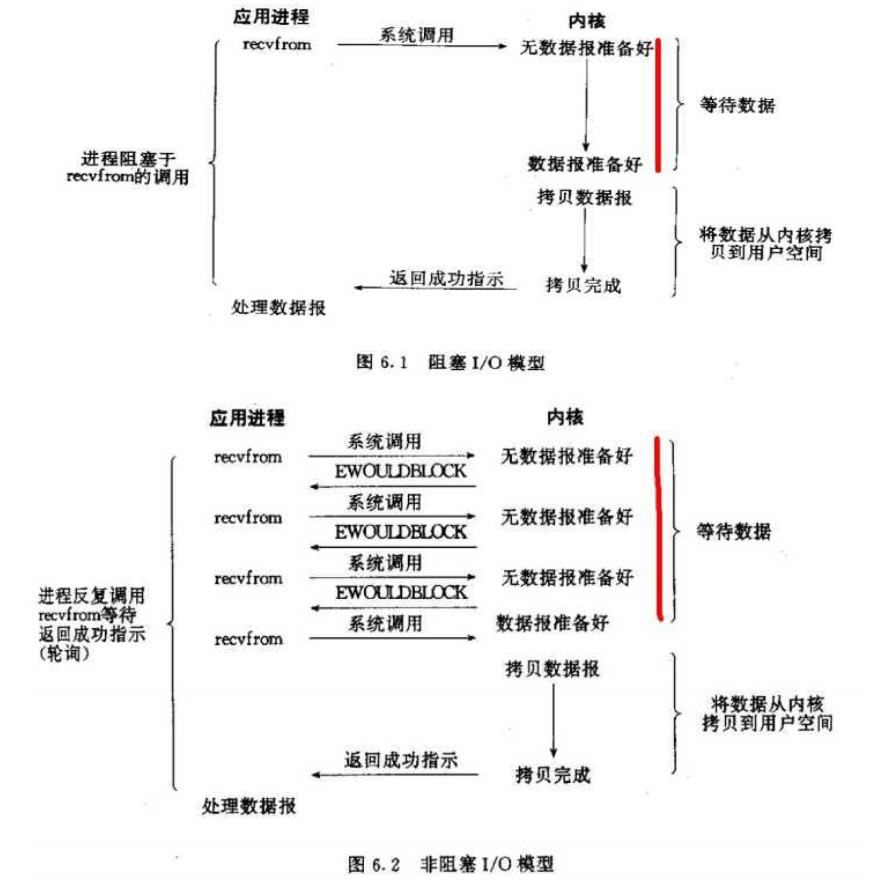 应用进程
内核
recvfrom
系统调用
无数据报准备好
等待数据
进程阻塞于
recvfrom的调用
数据报准备好
拷贝数据报
将数据从内核拷
贝到用户空间
返回成功指示
拷贝完成
处理数据报
图 6.1 阻塞 I/O 模型
应用进程
内核
recvfrom
系统调用
无数据报准备好
EWOULDBLOCK
recvfrom
系统调用
无数据报准备好
EWOULDBLOCK
等待数据
recvfrom
系统调用
无数据报准备好
EWOULDBLOCK
进程反复调用
recvfrom等待
返回成功指示
(轮询)
recvfrom
系统调用
数据报准备好
拷贝数据报
将数据从内核
拷贝到用户空间
返回成功指示
拷贝完成
处理数据报
图 6.2 非阻塞 I/O 模型